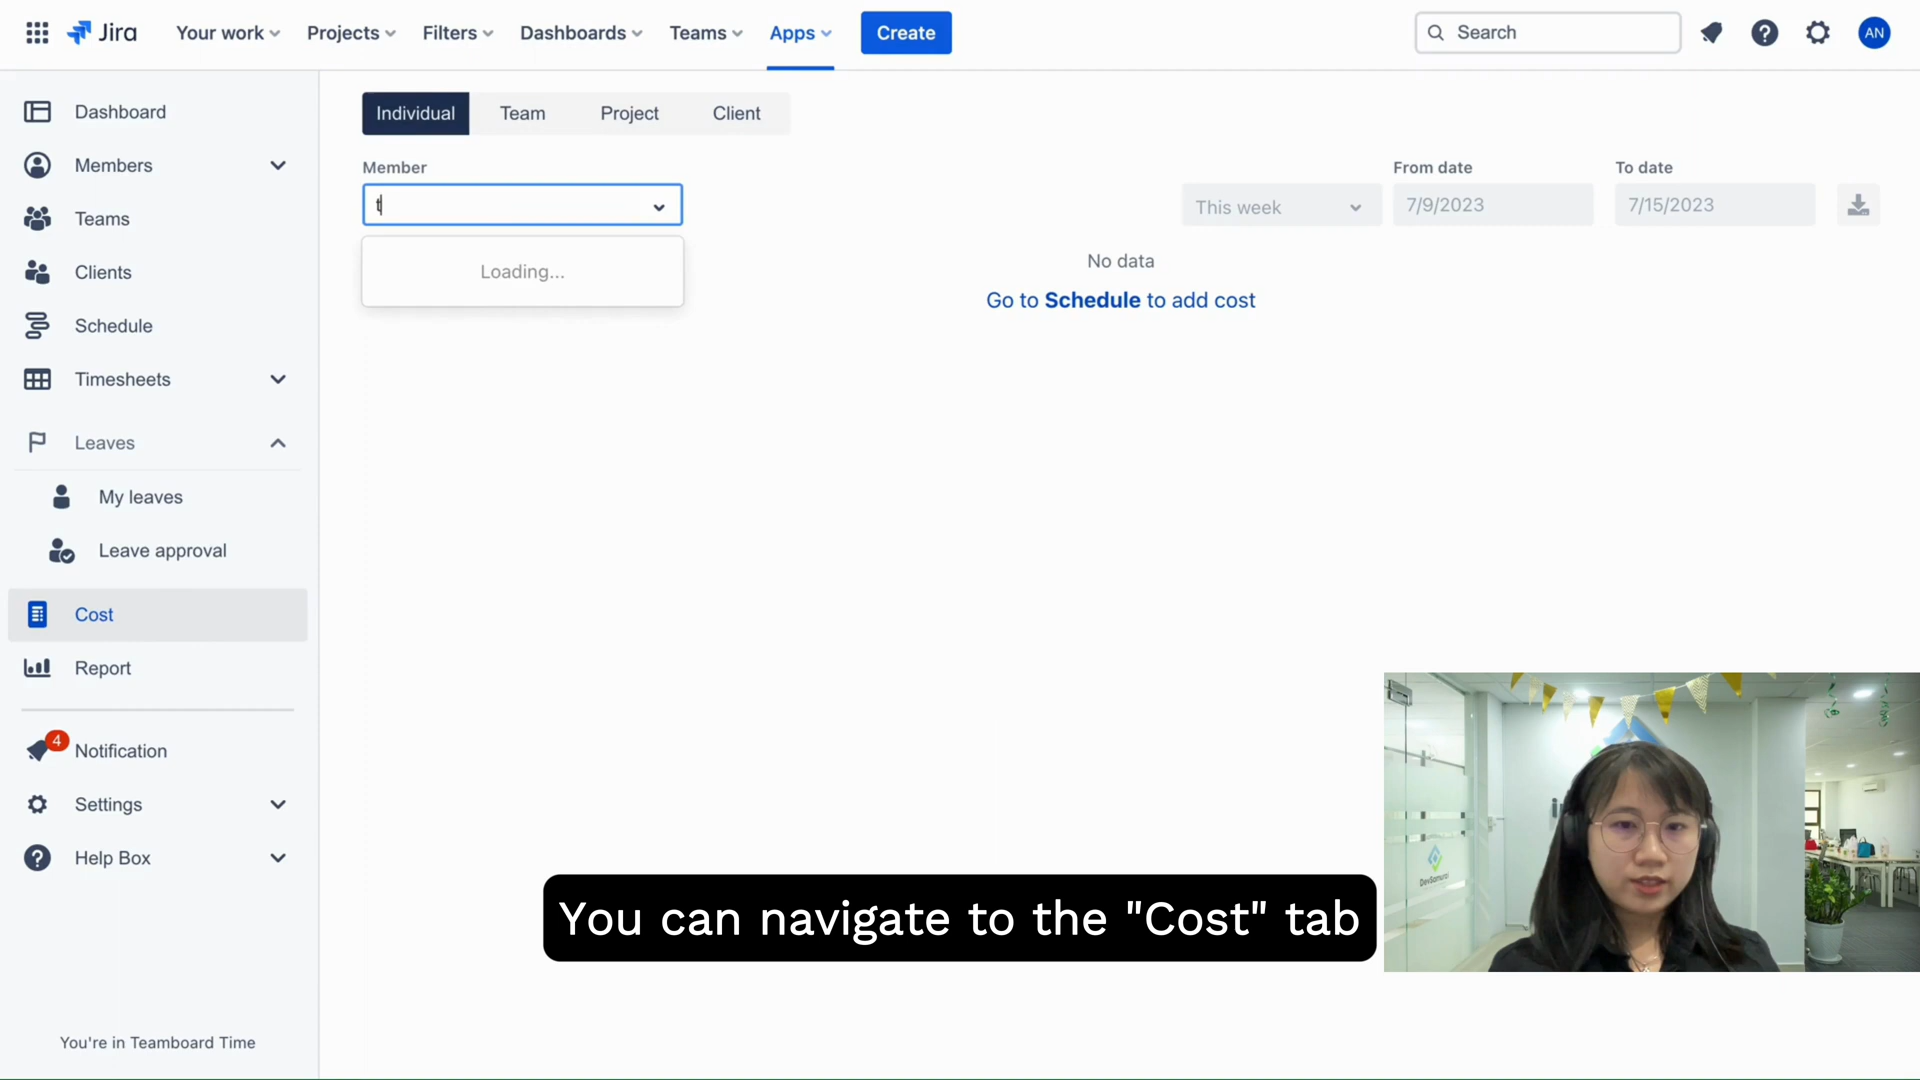 Jira
Your work
Projects
Filters
Dashboards
Teams
Apps
Create
Search
AN
Dashboard
Members
Teams
Clients
Schedule
Timesheets
Leaves
My leaves
Leave approval
Cost
Report
4
Notification
Settings
Help Box
You're in Teamboard Time
Individual
Team
Project
Client
Member
t
Loading...
This week
From date
7/9/2023
To date
7/15/2023
No data
Go to Schedule to add cost
You can navigate to the "Cost" tab
DevSamurai